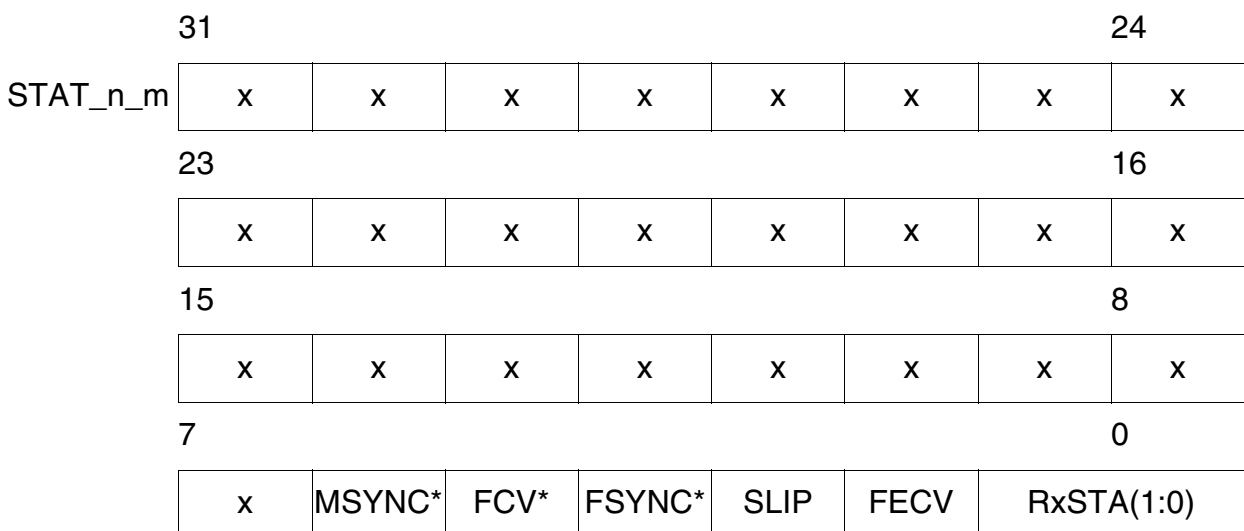 31 24
STAT_n_m x x x x x x x x
23 16
x x x x x x x x
15 8
x x x x x x x x
7 0
x MSYNC* FCV* FSYNC* SLIP FECV RxSTA(1:0)